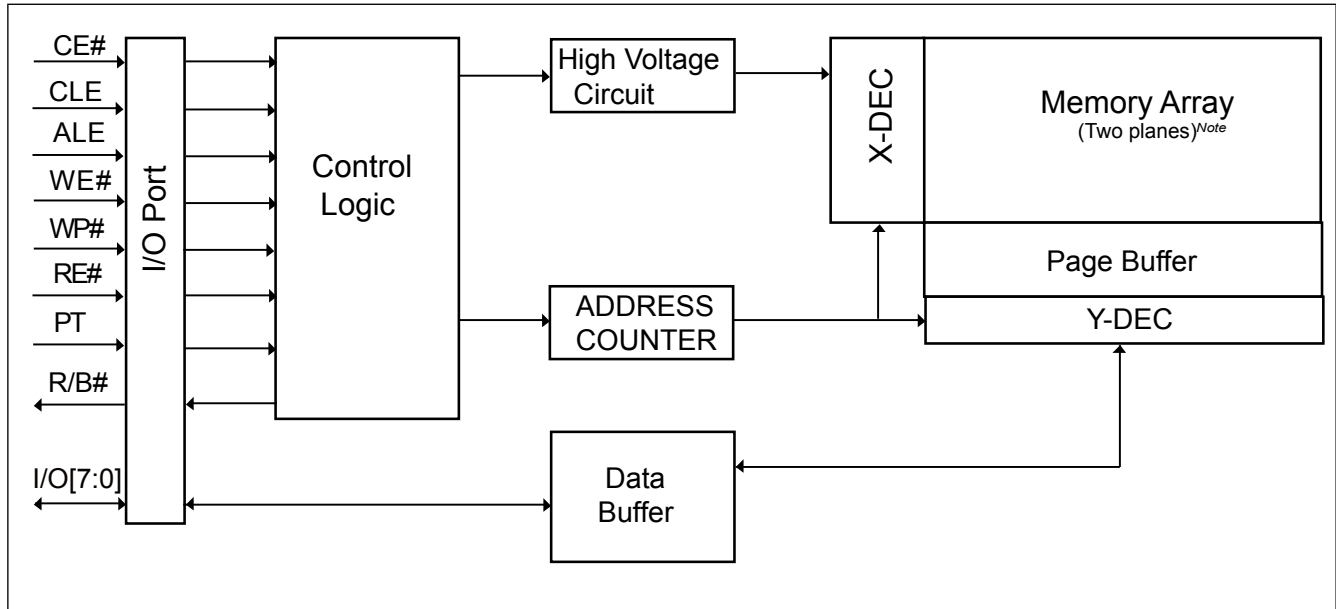 CE#
CLE
ALE
WE#
WP#
RE#
PT
R/B#
I/O[7:0]
I/O Port
Control
Logic
High Voltage
Circuit
ADDRESS
COUNTER
Data
Buffer
X-DEC
Memory Array
(Two planes)Note
Page Buffer
Y-DEC